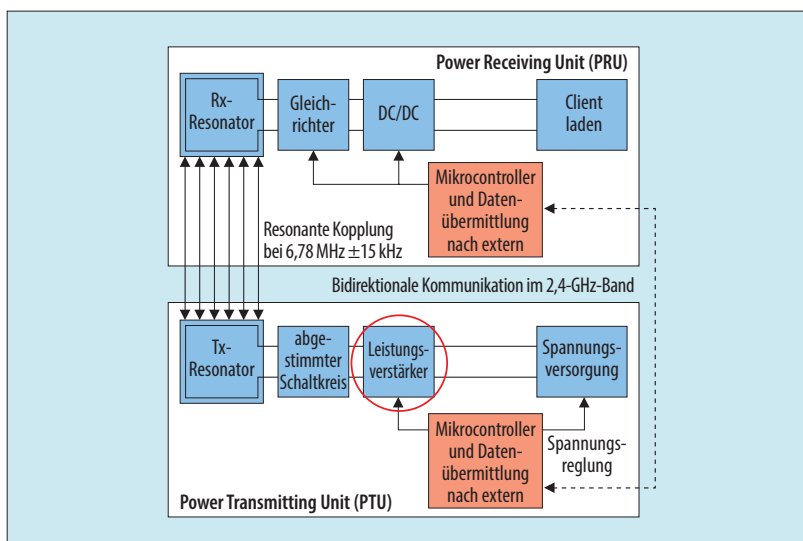 Power Receiving Unit (PRU)
Rx-
Resonator
Gleich-
richter
DC/DC
Client
laden
Mikrocontroller
und Daten-
übermittlung
nach extern
Resonante Kopplung
bei 6,78 MHz ±15 kHz
Bidirektionale Kommunikation im 2,4-GHz-Band
Tx-
Resonator
abge-
stimmter
Schaltkreis
Leistungs-
verstärker
Spannungs-
versorgung
Mikrocontroller
und Daten-
übermittlung
nach extern
Spannungs-
reglung
Power Transmitting Unit (PTU)